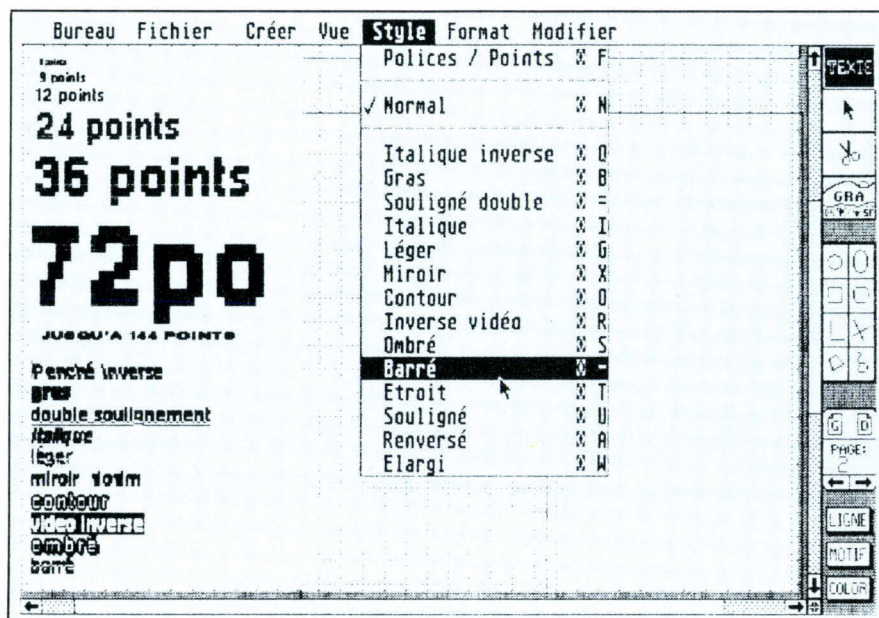 Bureau Fichier Créer Vue Style Format Modifier
9 points
12 points
24 points
36 points
72po
JUSQU'A 144 POINTS
Penché inverse
gras
double soulignement
italique
léger
miroir
contour
video inverse
ombré
barré
Polices / Points F
✓ Normal N
Italique inverse Q
Gras B
Souligné double =
Italique I
Léger G
Miroir X
Contour O
Inverse vidéo R
Ombré S
Barré -
Etroit T
Souligné U
Renversé A
Elargi W
TEXTE
GRA
G D
PAGE:
2
LIGNE
MOTIF
COLOR